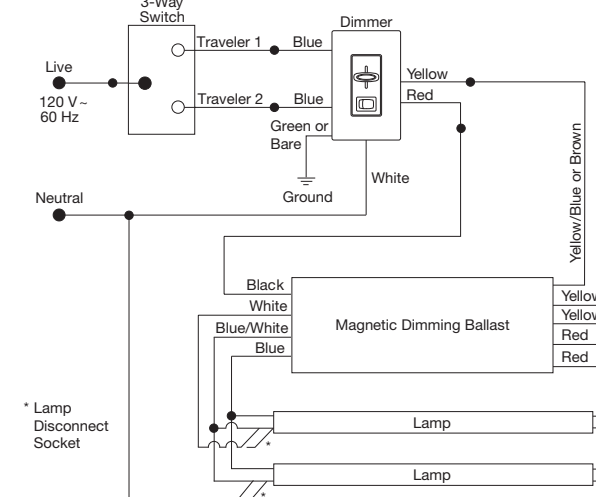 3-Way
Switch
Dimmer
Traveler 1
Blue
Live
Yellow
120 V~
60 Hz
Traveler 2
Blue
Red
Green or
Bare
Yellow/Blue or Brown
White
Ground
Neutral
Black
White
Blue/White
Blue
Magnetic Dimming Ballast
Yellow
Yellow
Red
Red
* Lamp
Disconnect
Socket
Lamp
*
Lamp
*